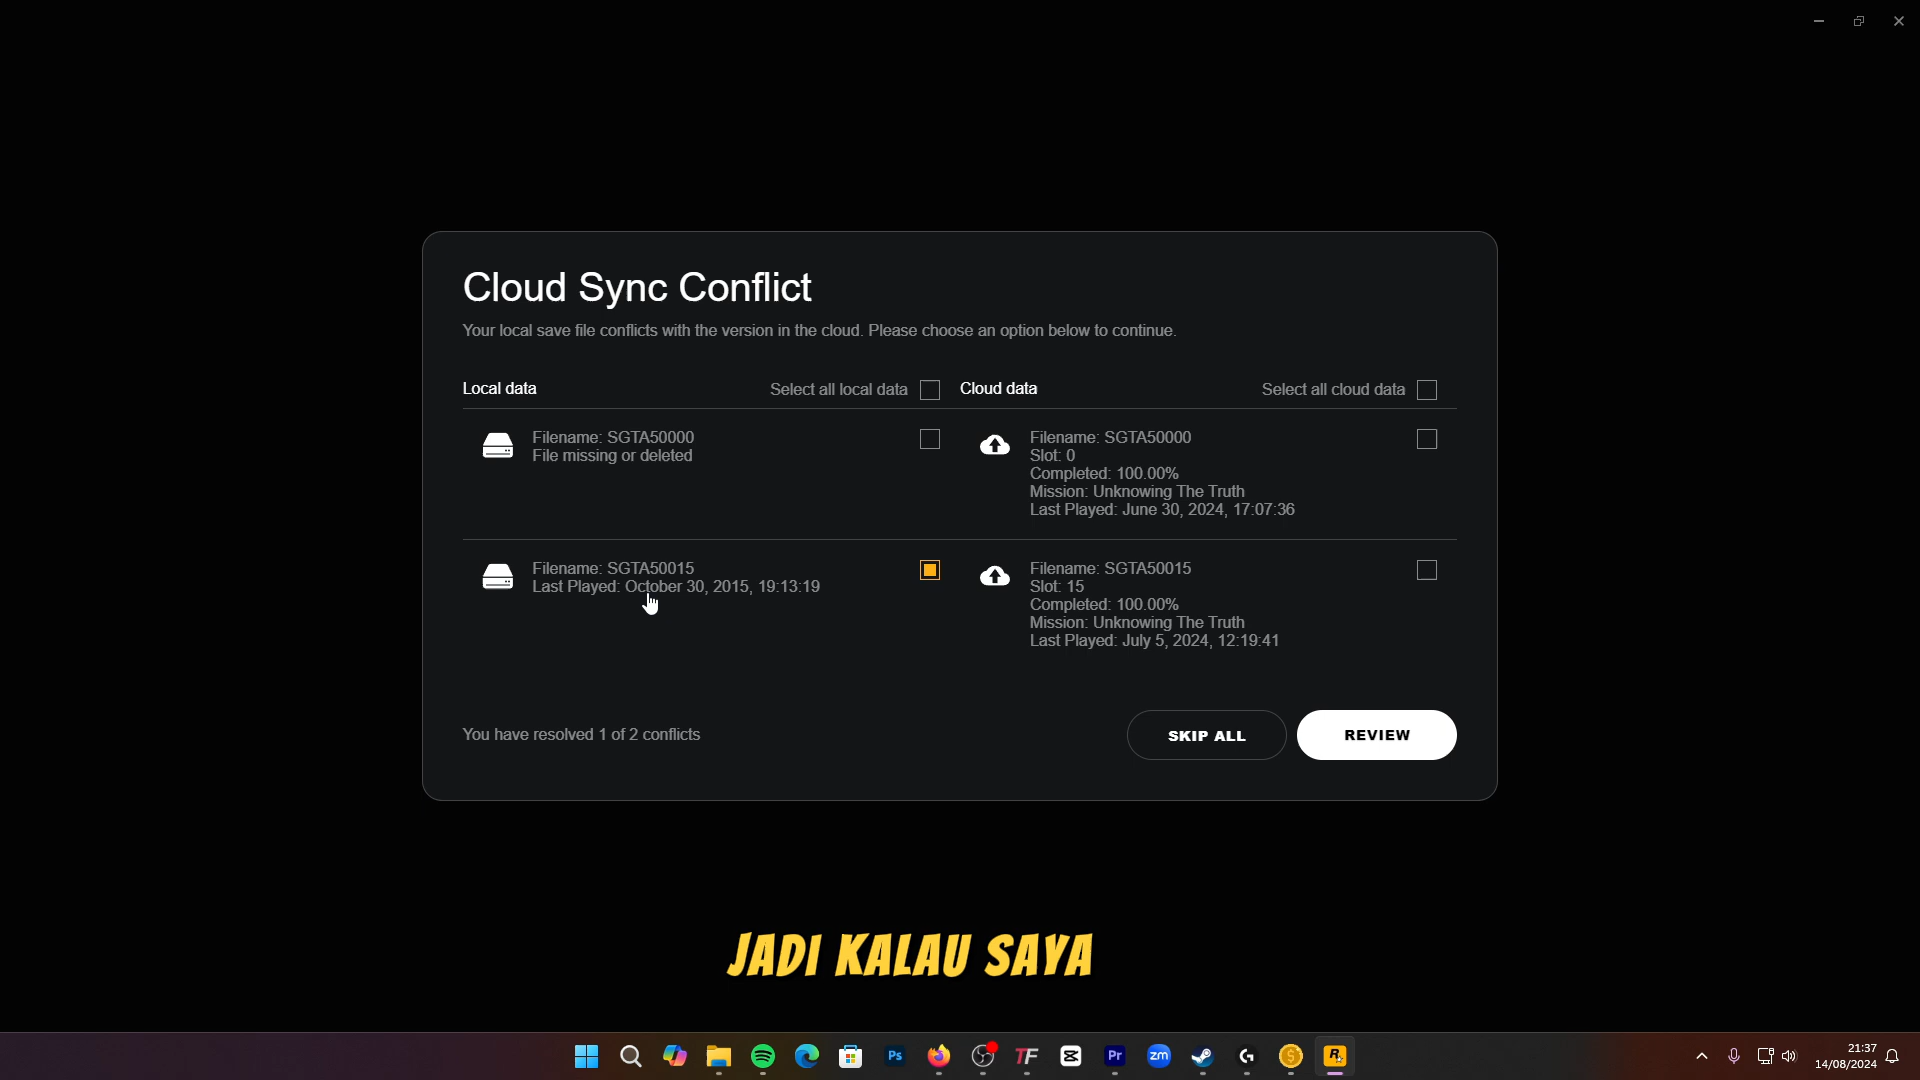 Cloud Sync Conflict
Your local save file conflicts with the version in the cloud. Please choose an option below to continue.
Local data
Select all local data
Cloud data
Select all cloud data
Filename: SGTA50000
File missing or deleted
Filename: SGTA50000
Slot: 0
Completed: 100.00%
Mission: Unknowing The Truth
Last Played: June 30, 2024, 17:07:36
Filename: SGTA50015
Last Played: October 30, 2015, 19:13:19
Filename: SGTA50015
Slot: 15
Completed: 100.00%
Mission: Unknowing The Truth
Last Played: July 5, 2024, 12:19:41
You have resolved 1 of 2 conflicts
SKIP ALL
REVIEW
JADI KALAU SAYA
Ps
TF
Pr
zm
21:37
14/08/2024